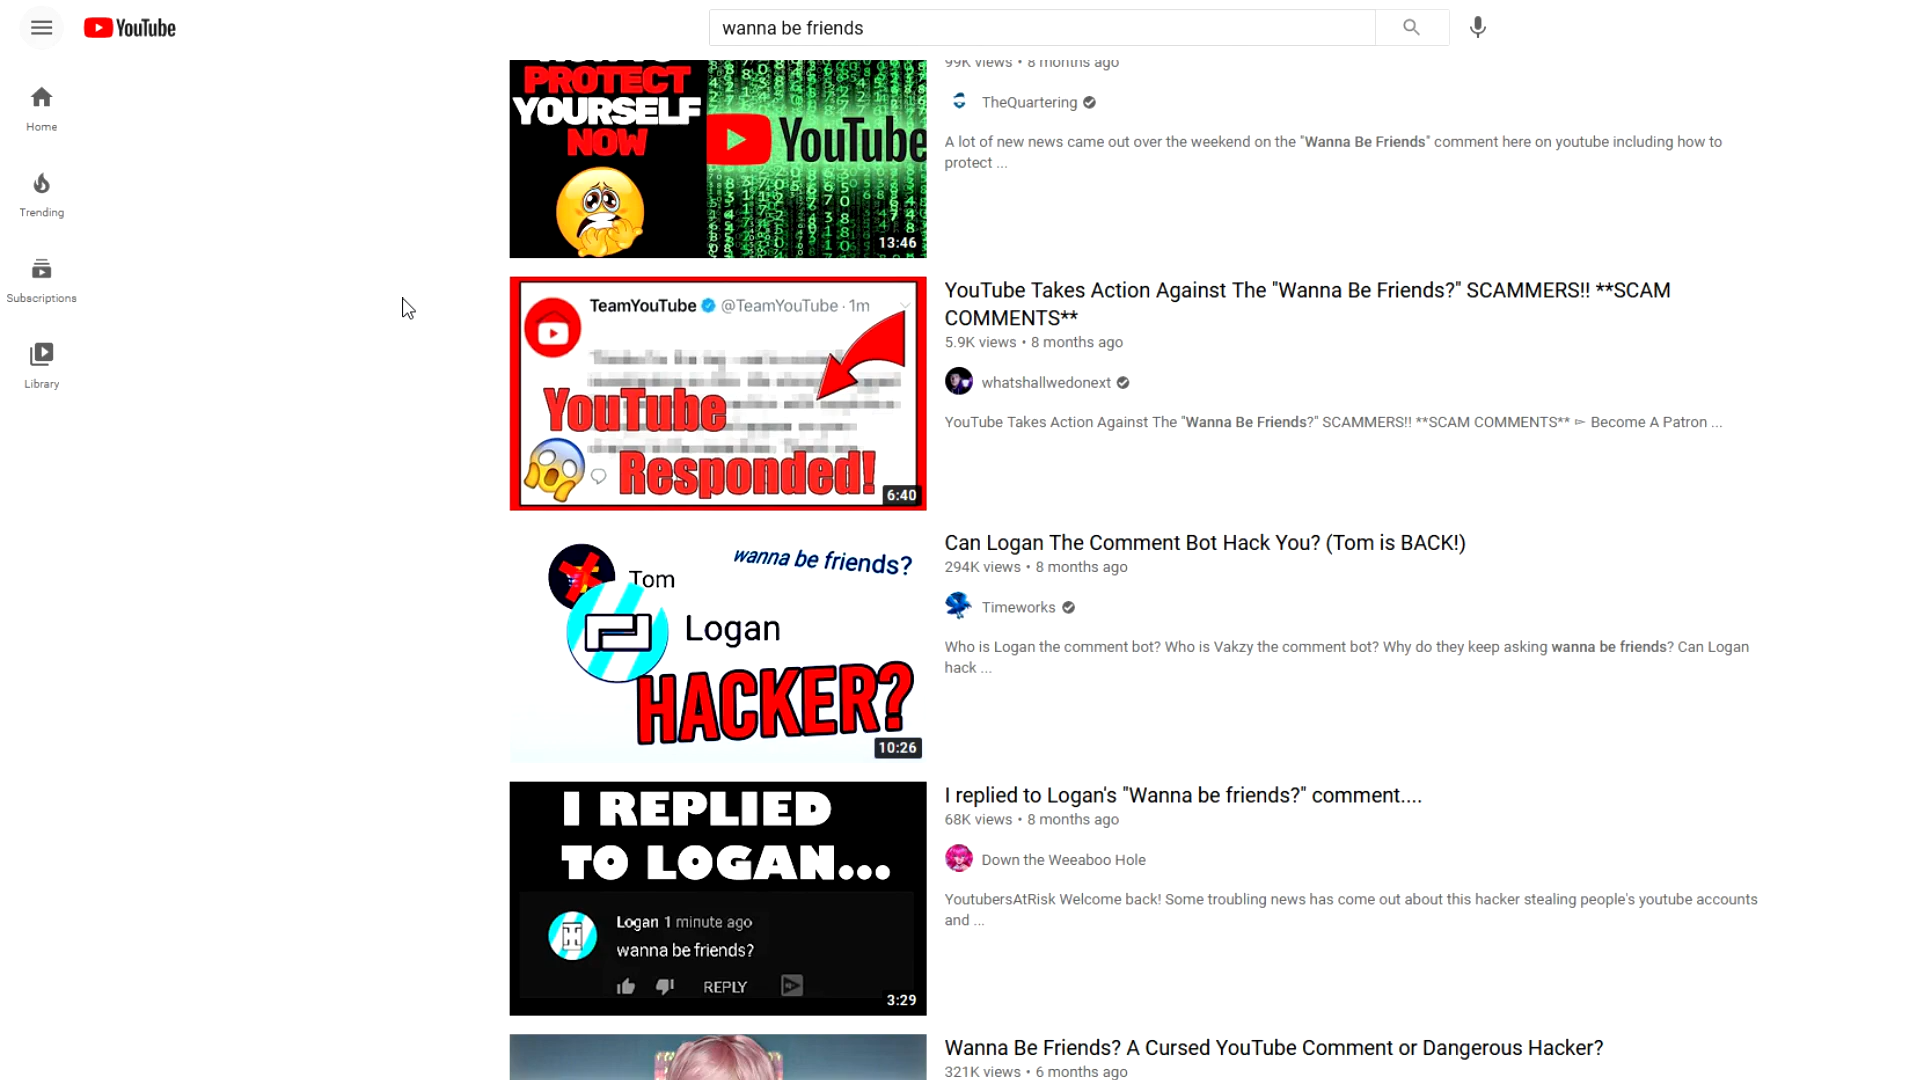 YouTube
wanna be friends
Home
Trending
Subscriptions
Library
PROTECT
YOURSELF
NOW
YouTube
13:46
99K views • 8 months ago
TheQuartering
A lot of new news came out over the weekend on the "Wanna Be Friends" comment here on youtube including how to
protect ...
TeamYouTube @TeamYouTube · 1m
YouTube
Responded!
6:40
YouTube Takes Action Against The "Wanna Be Friends?" SCAMMERS!! **SCAM
COMMENTS**
5.9K views • 8 months ago
whatshallwedonext
YouTube Takes Action Against The "Wanna Be Friends?" SCAMMERS!! **SCAM COMMENTS** ► Become A Patron ...
wanna be friends?
Tom
Logan
HACKER?
10:26
Can Logan The Comment Bot Hack You? (Tom is BACK!)
294K views • 8 months ago
Timeworks
Who is Logan the comment bot? Who is Vakzy the comment bot? Why do they keep asking wanna be friends? Can Logan
hack ...
I REPLIED
TO LOGAN...
Logan 1 minute ago
wanna be friends?
REPLY
3:29
I replied to Logan's "Wanna be friends?" comment....
68K views • 8 months ago
Down the Weeaboo Hole
YoutubersAtRisk Welcome back! Some troubling news has come out about this hacker stealing people's youtube accounts
and ...
Wanna Be Friends? A Cursed YouTube Comment or Dangerous Hacker?
321K views • 6 months ago